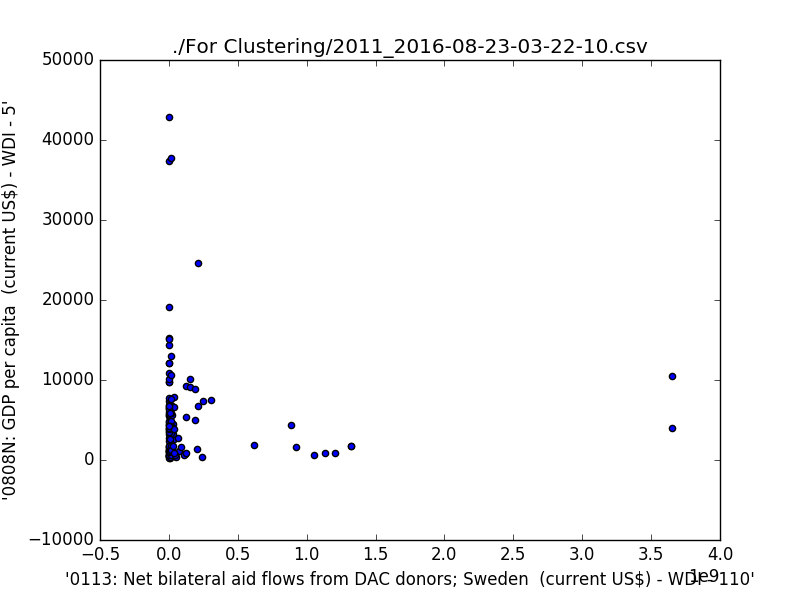 ./For Clustering/2011_2016-08-23-03-22-10.csv
50000
40000
30000
20000
10000
0
−10000
'0808N: GDP per capita  (current US$) - WDI - 5'
−0.5 0.0 0.5 1.0 1.5 2.0 2.5 3.0 3.5 4.0
1e9
'0113: Net bilateral aid flows from DAC donors; Sweden  (current US$) - WDI - 110'